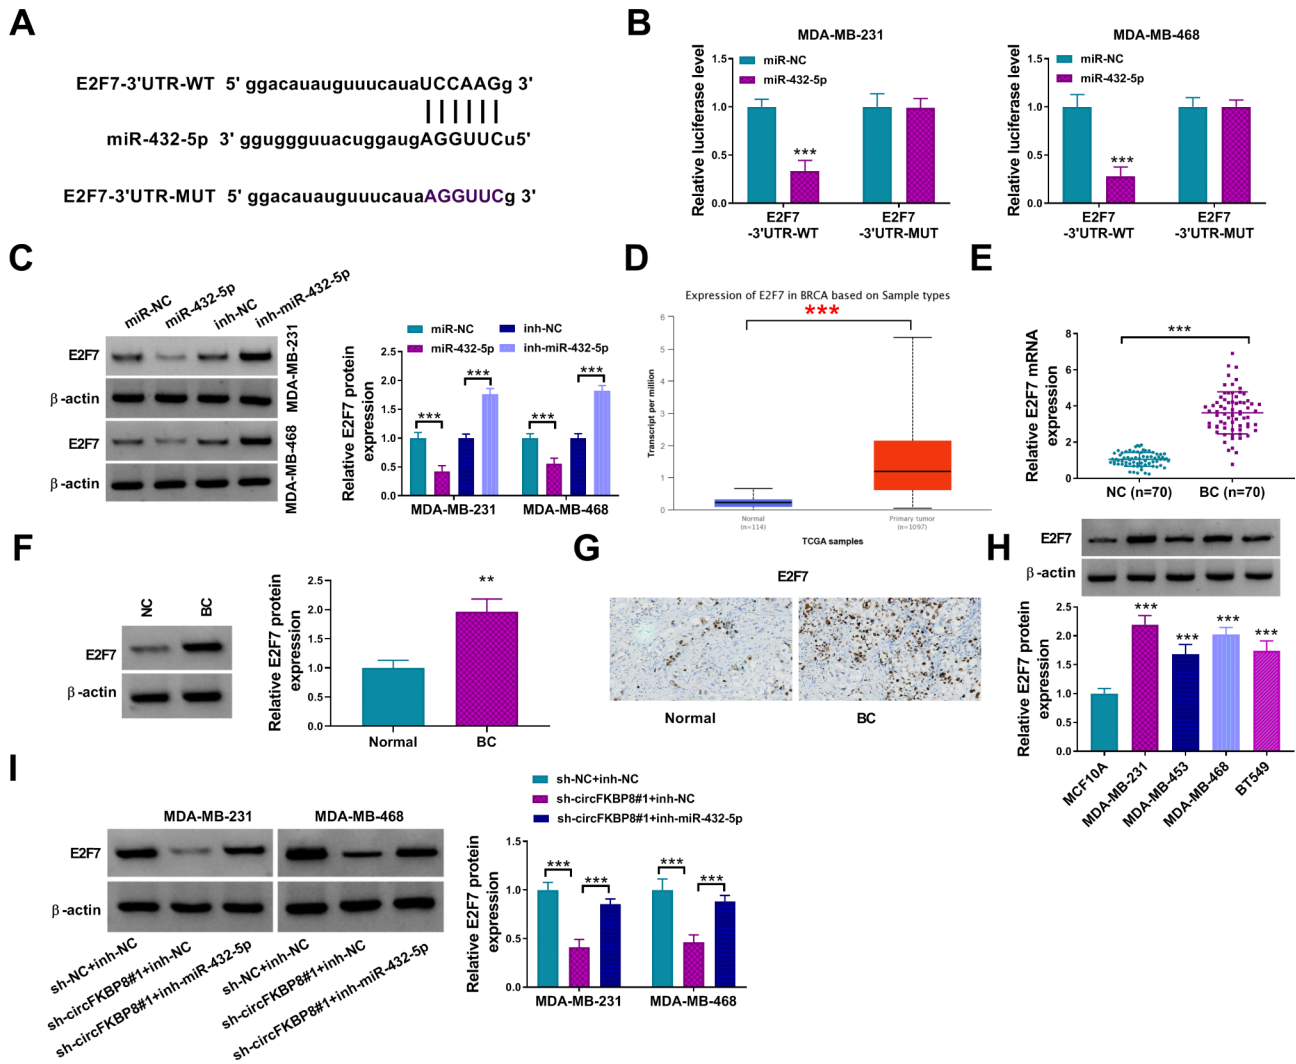 A
E2F7-3'UTR-WT 5' ggacauauguuucauaUCCAAGg 3'
miR-432-5p 3' ggugggguuacuggaugAGGUUCu5'
E2F7-3'UTR-MUT 5' ggacauauguuucauaAGGUUCg 3'
B
MDA-MB-231
miR-NC
miR-432-5p
Relative luciferase level
1.5
1.0
0.5
0.0
***
E2F7
-3'UTR-WT
E2F7
-3'UTR-MUT
MDA-MB-468
miR-NC
miR-432-5p
Relative luciferase level
1.5
1.0
0.5
0.0
***
E2F7
-3'UTR-WT
E2F7
-3'UTR-MUT
C
miR-NC
miR-432-5p
inh-NC
inh-miR-432-5p
E2F7
β-actin
MDA-MB-231
E2F7
β-actin
MDA-MB-468
miR-NC
miR-432-5p
inh-NC
inh-miR-432-5p
Relative E2F7 protein
expression
2.5
2.0
1.5
1.0
0.5
0.0
***
***
***
***
MDA-MB-231
MDA-MB-468
D
Expression of E2F7 in BRCA based on Sample types
***
Transcript per million
6
5
4
3
2
1
0
Normal
(n=114)
Primary tumor
(n=1097)
TCGA samples
E
Relative E2F7 mRNA
expression
8
6
4
2
0
***
NC (n=70)
BC (n=70)
F
NC
BC
E2F7
β-actin
Relative E2F7 protein
expression
2.5
2.0
1.5
1.0
0.5
0.0
**
Normal
BC
G
E2F7
Normal
BC
H
E2F7
β-actin
Relative E2F7 protein
expression
2.5
2.0
1.5
1.0
0.5
0.0
***
***
***
***
MCF10A
MDA-MB-231
MDA-MB-453
MDA-MB-468
BT549
I
MDA-MB-231
MDA-MB-468
E2F7
β-actin
sh-NC+inh-NC
sh-circFKBP8#1+inh-NC
sh-circFKBP8#1+inh-miR-432-5p
sh-NC+inh-NC
sh-circFKBP8#1+inh-NC
sh-circFKBP8#1+inh-miR-432-5p
sh-NC+inh-NC
sh-circFKBP8#1+inh-NC
sh-circFKBP8#1+inh-miR-432-5p
Relative E2F7 protein
expression
1.5
1.0
0.5
0.0
***
***
***
***
MDA-MB-231
MDA-MB-468